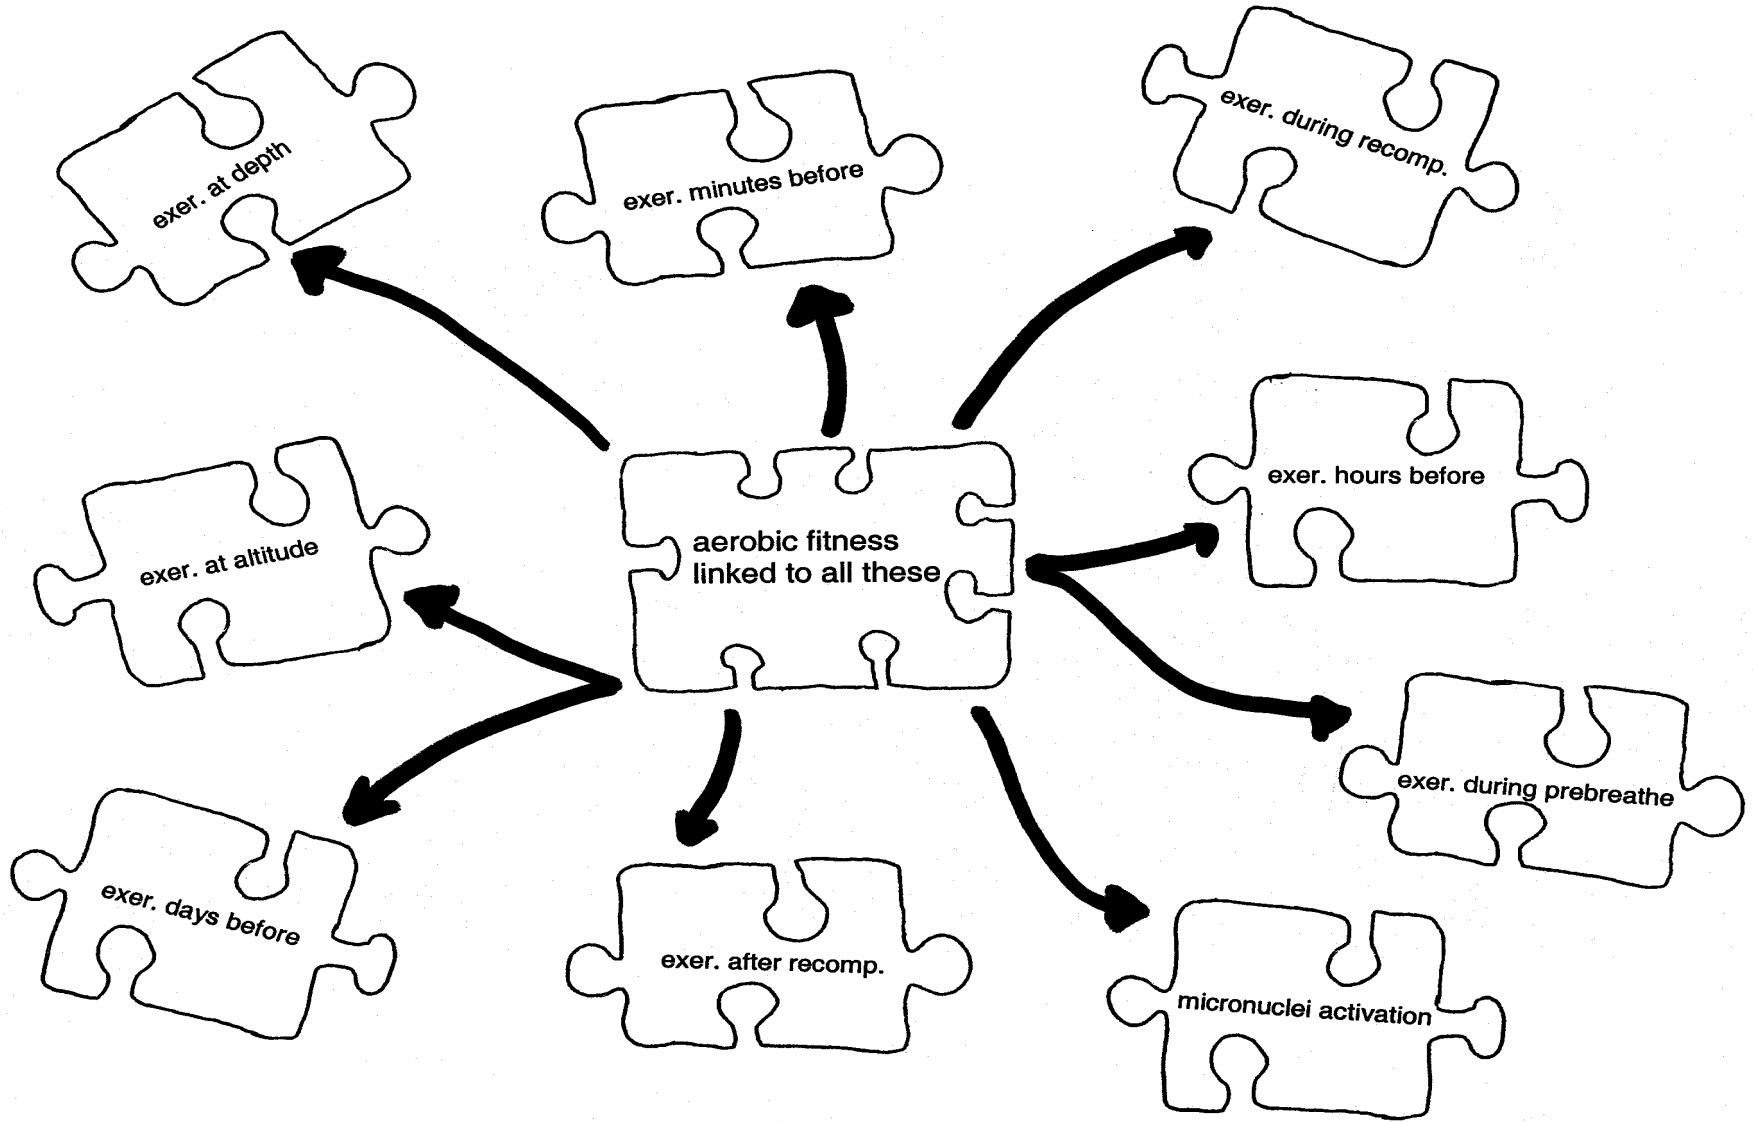 exer. at depth
exer. minutes before
exer. during recomp.
exer. hours before
aerobic fitness
linked to all these
exer. at altitude
exer. during prebreathe
exer. days before
exer. after recomp.
micronuclei activation